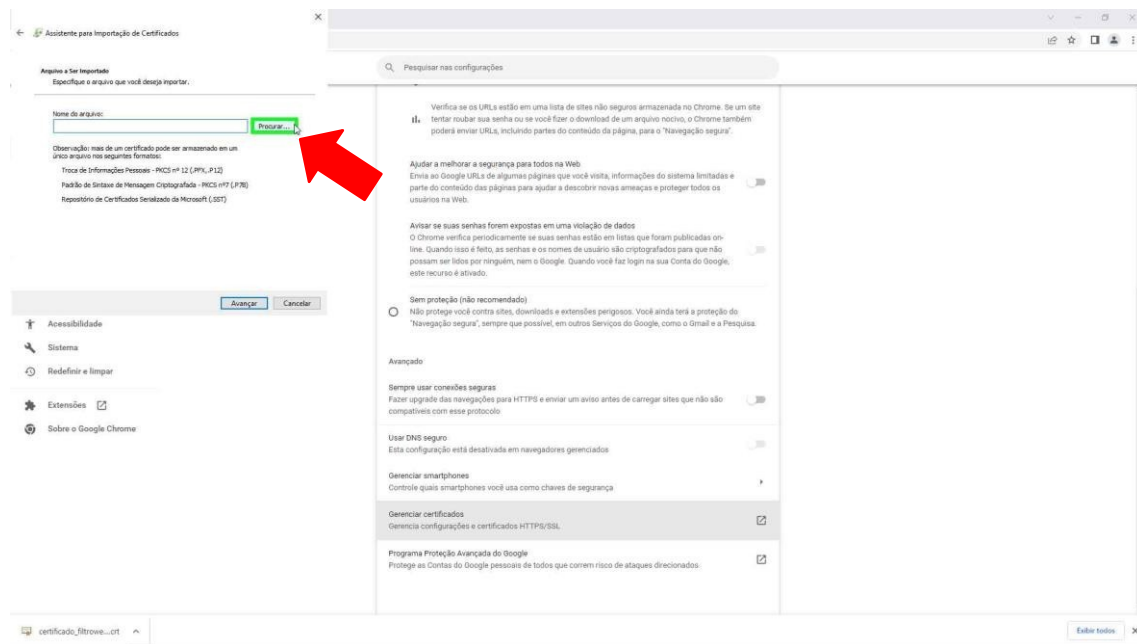 Assistente para Importação de Certificados
Arquivo a Ser Importado
Especifique o arquivo que você deseja importar.
Nome do arquivo:
Procurar...
Observação: mais de um certificado pode ser armazenado em um
único arquivo nos seguintes formatos:
Troca de Informações Pessoais - PKCS nº 12 (.PFX,.P12)
Padrão de Sintaxe de Mensagem Criptografada - PKCS nº7 (.P7B)
Repositório de Certificados Serializado da Microsoft (.SST)
Avançar
Cancelar
Acessibilidade
Sistema
Redefinir e limpar
Extensões
Sobre o Google Chrome
Pesquisar nas configurações
Verifica se os URLs estão em uma lista de sites não seguros armazenada no Chrome. Se um site
tentar roubar sua senha ou se você fizer o download de um arquivo nocivo, o Chrome também
poderá enviar URLs, incluindo partes do conteúdo da página, para o "Navegação segura".
Ajudar a melhorar a segurança para todos na Web
Envia ao Google URLs de algumas páginas que você visita, informações do sistema limitadas e
parte do conteúdo das páginas para ajudar a descobrir novas ameaças e proteger todos os
usuários na Web.
Avisar se suas senhas forem expostas em uma violação de dados
O Chrome verifica periodicamente se suas senhas estão em listas que foram publicadas on-
line. Quando isso é feito, as senhas e os nomes de usuário são criptografados para que não
possam ser lidos por ninguém, nem o Google. Quando você faz login na sua Conta do Google,
este recurso é ativado.
Sem proteção (não recomendado)
Não protege você contra sites, downloads e extensões perigosos. Você ainda terá a proteção do
"Navegação segura", sempre que possível, em outros Serviços do Google, como o Gmail e a Pesquisa.
Avançado
Sempre usar conexões seguras
Fazer upgrade das navegações para HTTPS e enviar um aviso antes de carregar sites que não são
compatíveis com esse protocolo
Usar DNS seguro
Esta configuração está desativada em navegadores gerenciados
Gerenciar smartphones
Controle quais smartphones você usa como chaves de segurança
Gerenciar certificados
Gerencia configurações e certificados HTTPS/SSL
Programa Proteção Avançada do Google
Protege as Contas do Google pessoais de todos que correm risco de ataques direcionados.
certificado_filtrowe....crt
Exibir todos